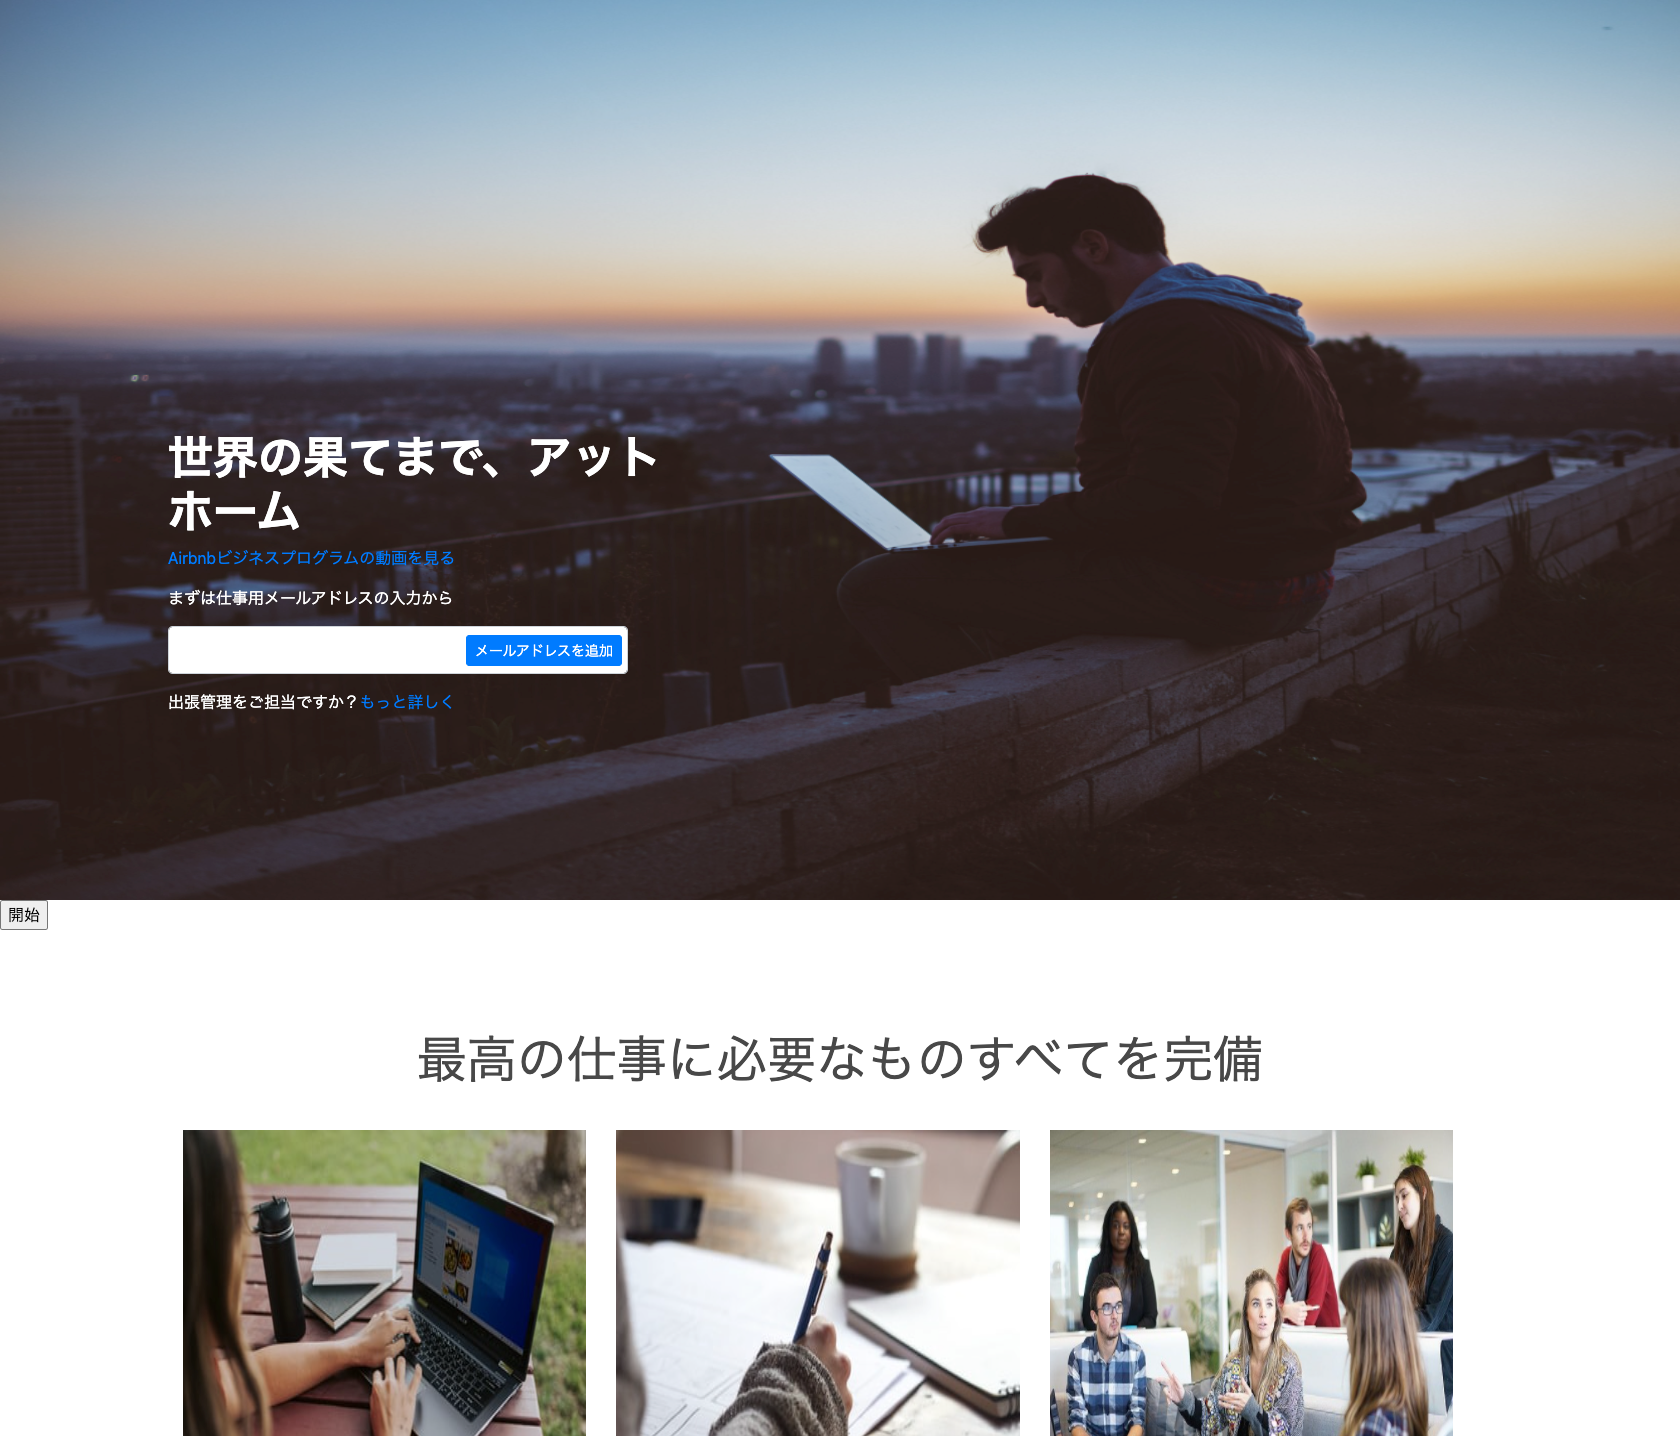 世界の果てまで、アット
ホーム
Airbnbビジネスプログラムの動画を見る
まずは仕事用メールアドレスの入力から
メールアドレスを追加
出張管理をご担当ですか？もっと詳しく
開始
最高の仕事に必要なものすべてを完備